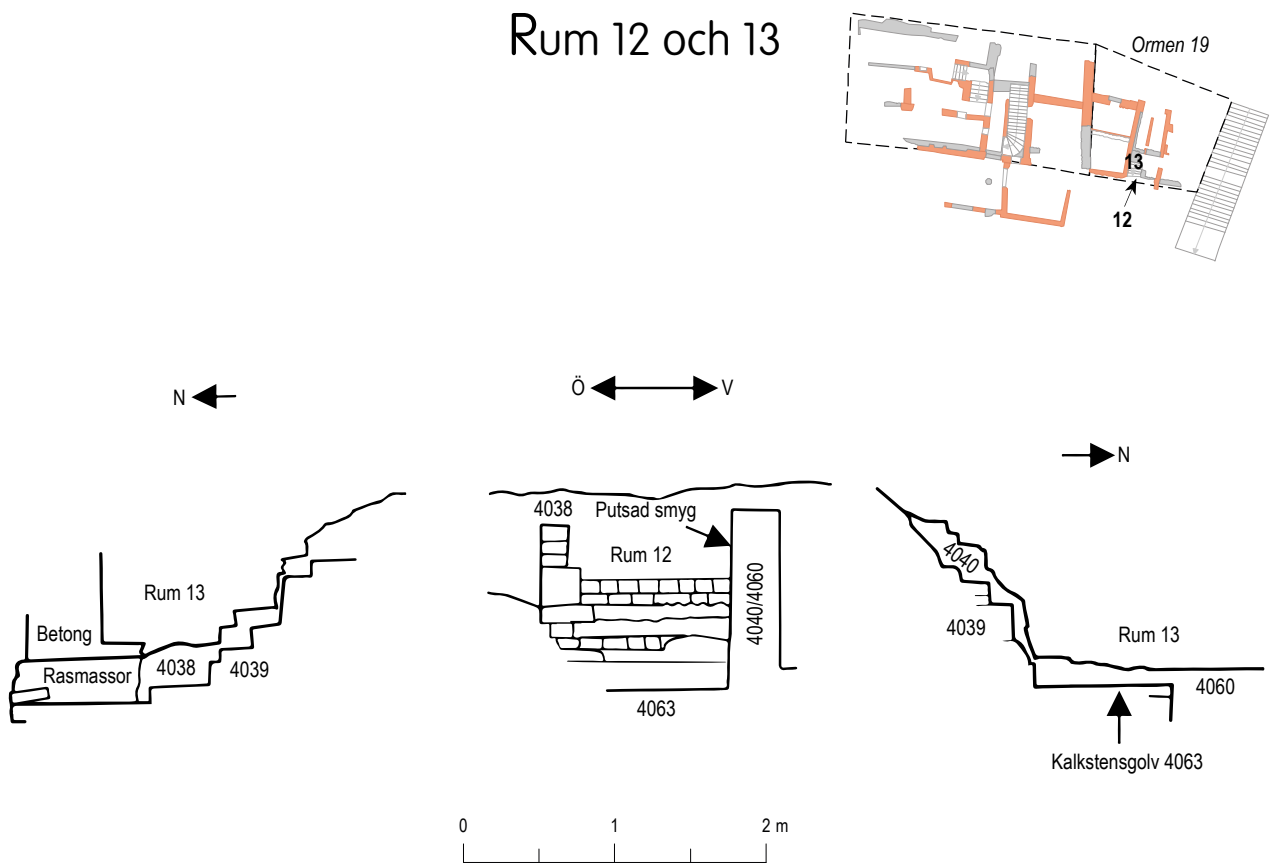 Rum 12 och 13
Ormen 19
13
12
N
Ö V
N
4038
Putsad smyg
Rum 12
4040/4060
4063
Rum 13
Betong
Rasmassor
4038
4039
4040
4039
Rum 13
4060
Kalkstensgolv 4063
0 1 2 m